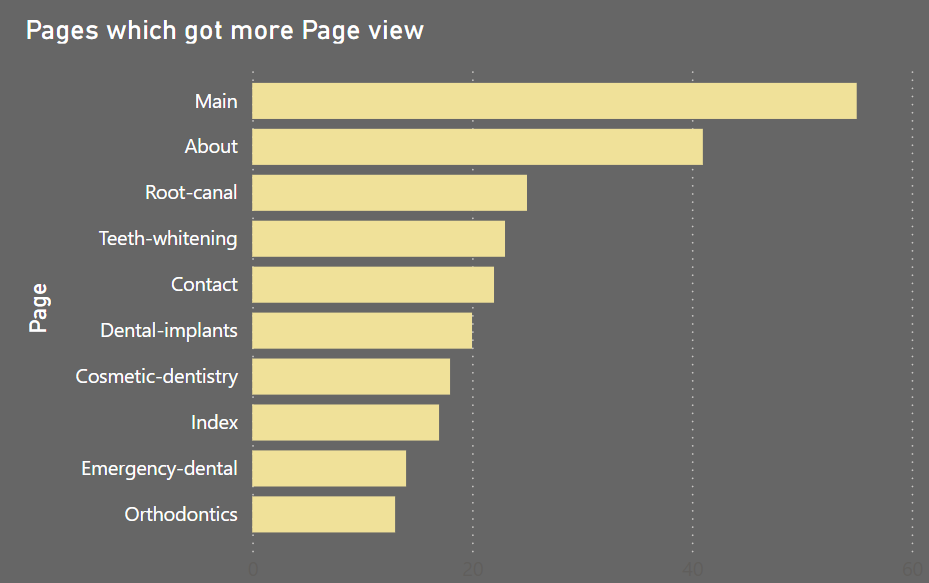 Pages which got more Page view
Page
Main
About
Root-canal
Teeth-whitening
Contact
Dental-implants
Cosmetic-dentistry
Index
Emergency-dental
Orthodontics
0 20 40 60